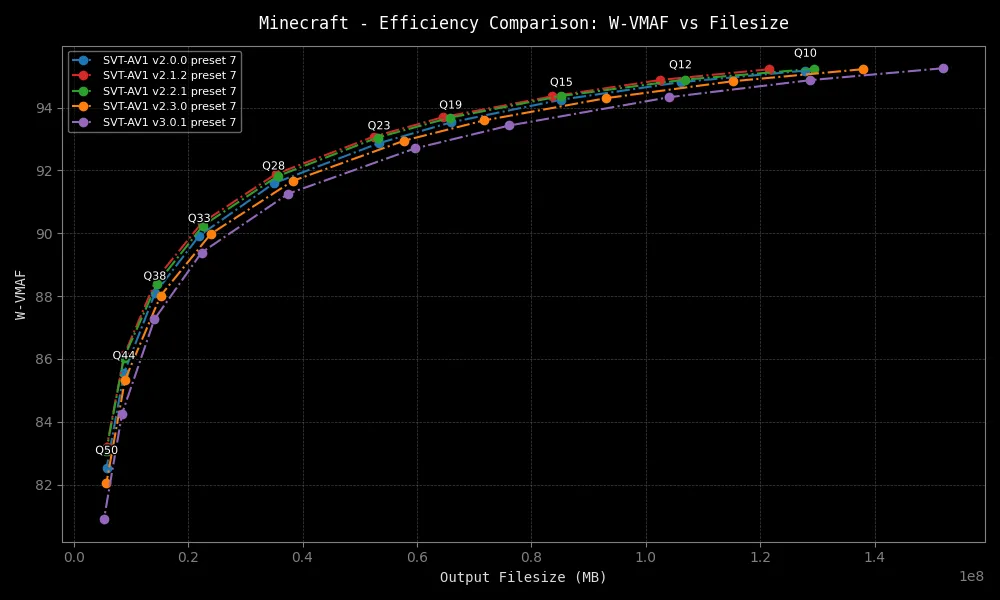 Minecraft - Efficiency Comparison: W-VMAF vs Filesize
SVT-AV1 v2.0.0 preset 7
SVT-AV1 v2.1.2 preset 7
SVT-AV1 v2.2.1 preset 7
SVT-AV1 v2.3.0 preset 7
SVT-AV1 v3.0.1 preset 7
Q10
Q12
Q15
Q19
Q23
Q28
Q33
Q38
Q44
Q50
W-VMAF
94
92
90
88
86
84
82
0.0 0.2 0.4 0.6 0.8 1.0 1.2 1.4
1e8
Output Filesize (MB)